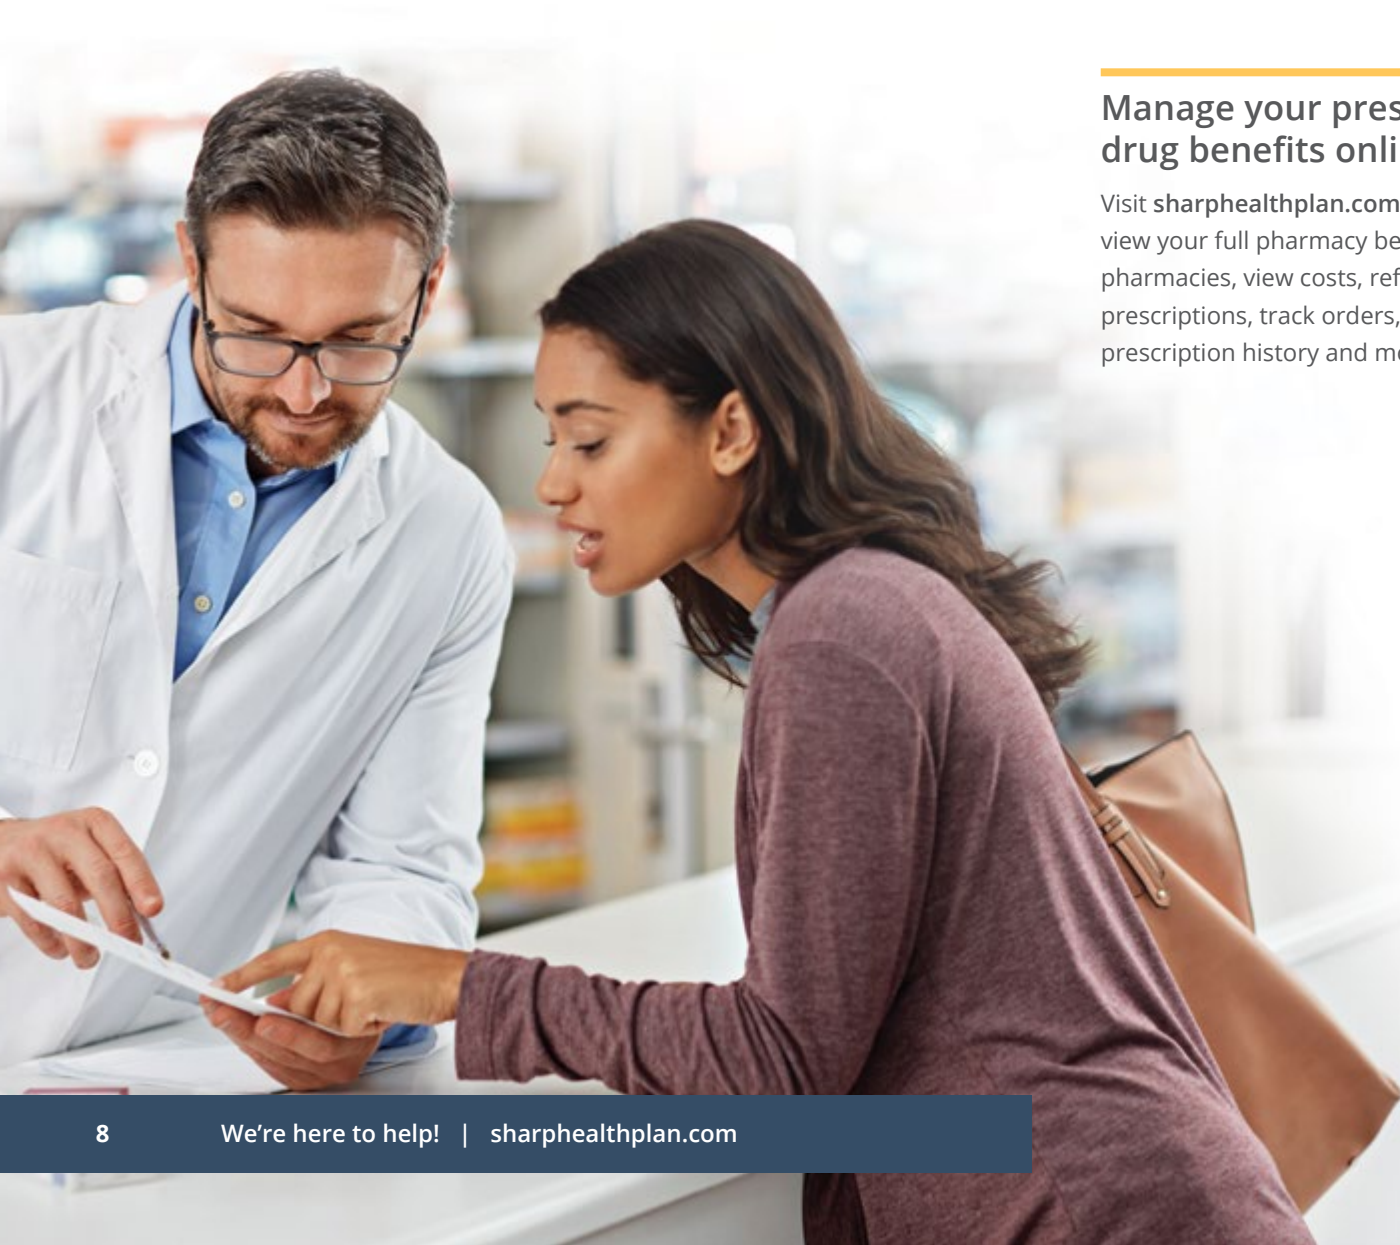 Manage your pres
drug benefits onli
Visit sharphealthplan.com
view your full pharmacy be
pharmacies, view costs, ref
prescriptions, track orders,
prescription history and mo
8 We’re here to help! | sharphealthplan.com